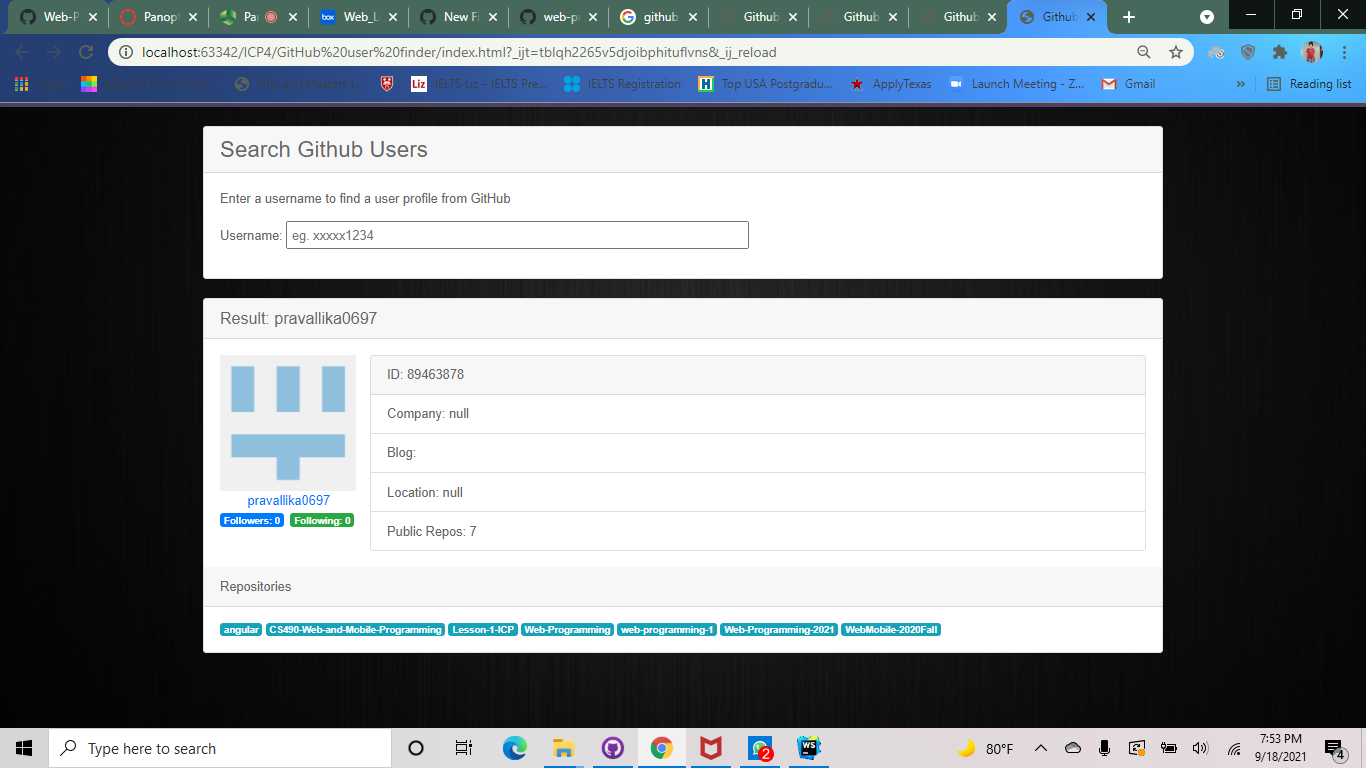 Web-P
Panopt
Pa
Web_L
New Fi
web-pr
github
Github
Github
Github
Github
localhost:63342/ICP4/GitHub%20user%20finder/index.html?_ijt=tblqh2265v5djoibphituflvns&_ij_reload
Liz IELTS Liz – IELTS Pre...
IELTS Registration
H Top USA Postgradu...
ApplyTexas
Launch Meeting - Z...
Gmail
»
Reading list
Search Github Users
Enter a username to find a user profile from GitHub
Username: eg. xxxxx1234
Result: pravallika0697
ID: 89463878
Company: null
Blog:
Location: null
Public Repos: 7
pravallika0697
Followers: 0 Following: 0
Repositories
angular CS490-Web-and-Mobile-Programming Lesson-1-ICP Web-Programming web-programming-1 Web-Programming-2021 WebMobile-2020Fall
Type here to search
2
WS
80°F
7:53 PM
9/18/2021
4